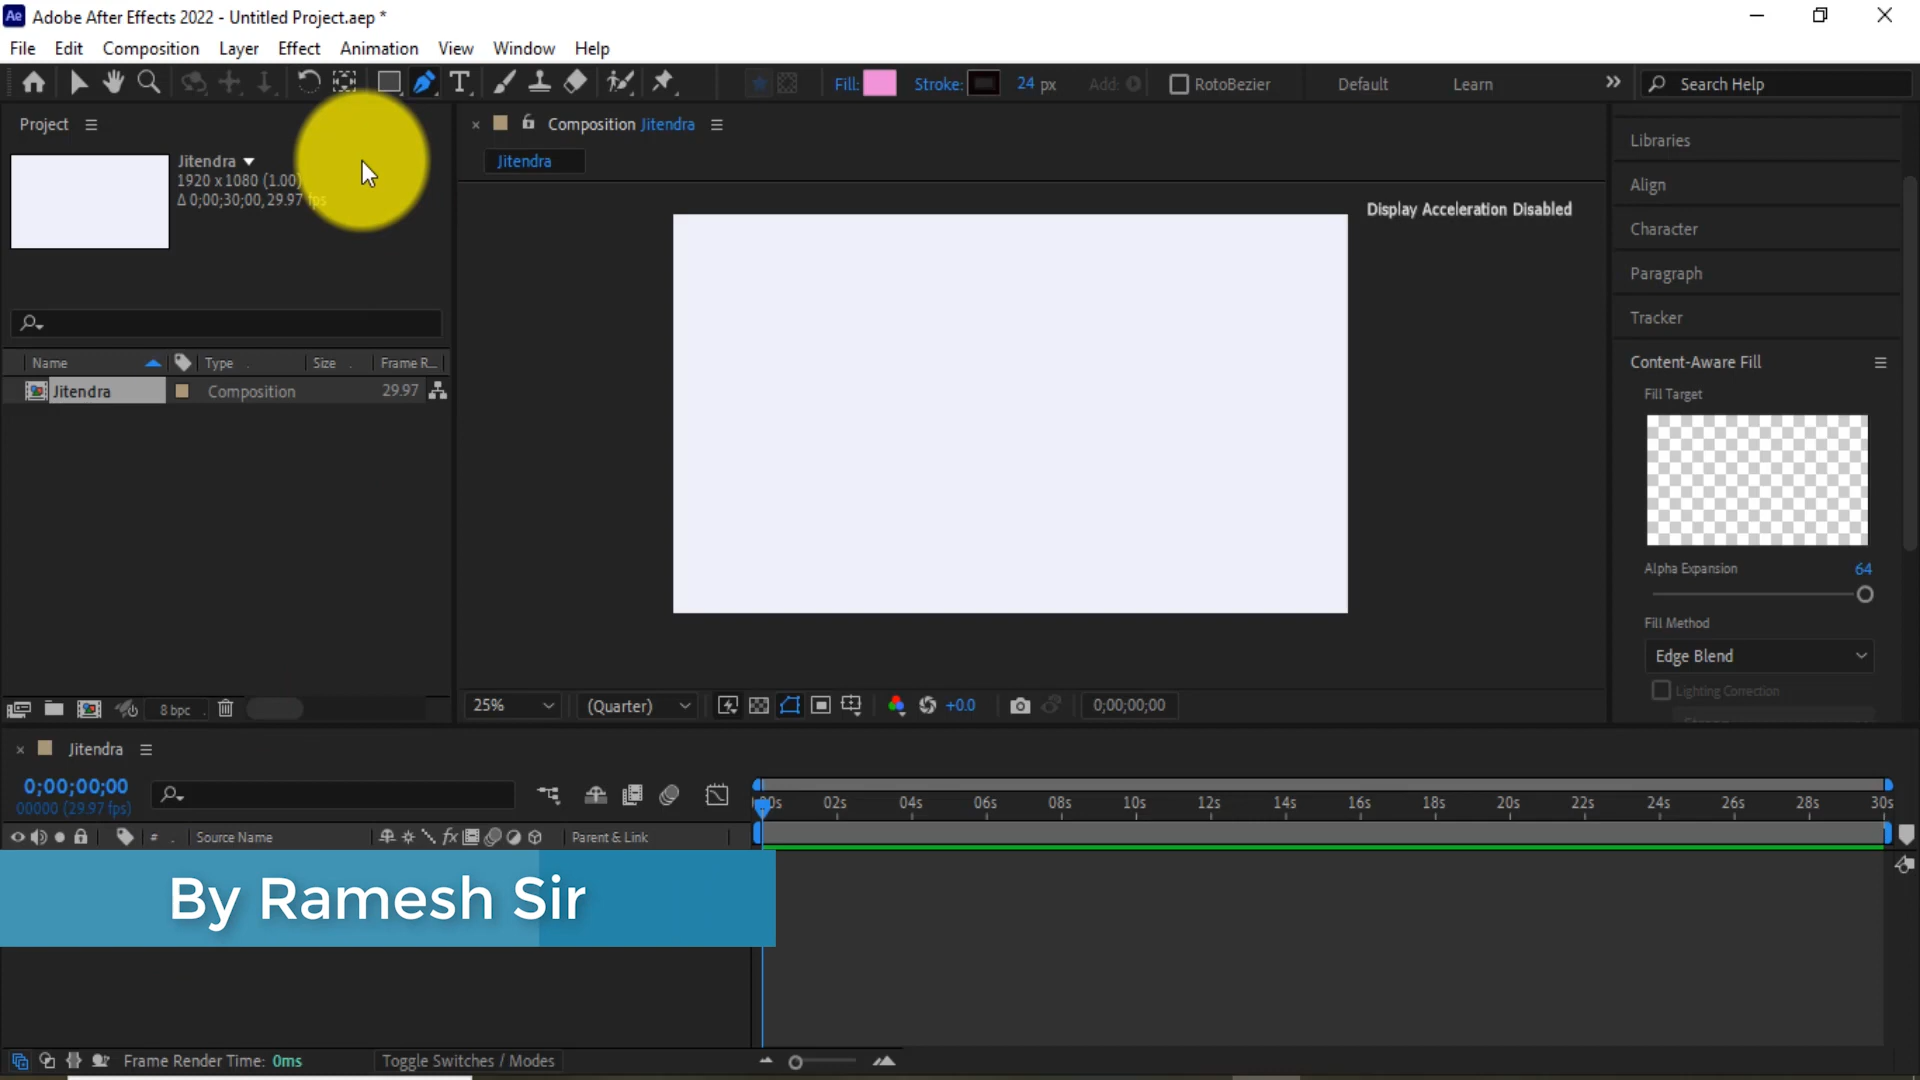 Ae Adobe After Effects 2022 - Untitled Project.aep *
File Edit Composition Layer Effect Animation View Window Help
T Fill: Stroke: 24 px Add: RotoBezier Default Learn Search Help
Project
Jitendra
1920 x 1080 (1.00)
Δ 0;00;30;00, 29.97 fps
Name Type Size Frame R...
Jitendra Composition 29.97
8 bpc
Composition Jitendra
Jitendra
Display Acceleration Disabled
25% (Quarter) +0.0 0;00;00;00
Libraries
Align
Character
Paragraph
Tracker
Content-Aware Fill
Fill Target
Alpha Expansion 64
Fill Method
Edge Blend
Lighting Correction
Jitendra
0;00;00;00
00000 (29.97 fps)
00s 02s 04s 06s 08s 10s 12s 14s 16s 18s 20s 22s 24s 26s 28s 30s
# Source Name fx Parent & Link
By Ramesh Sir
Frame Render Time: 0ms Toggle Switches / Modes